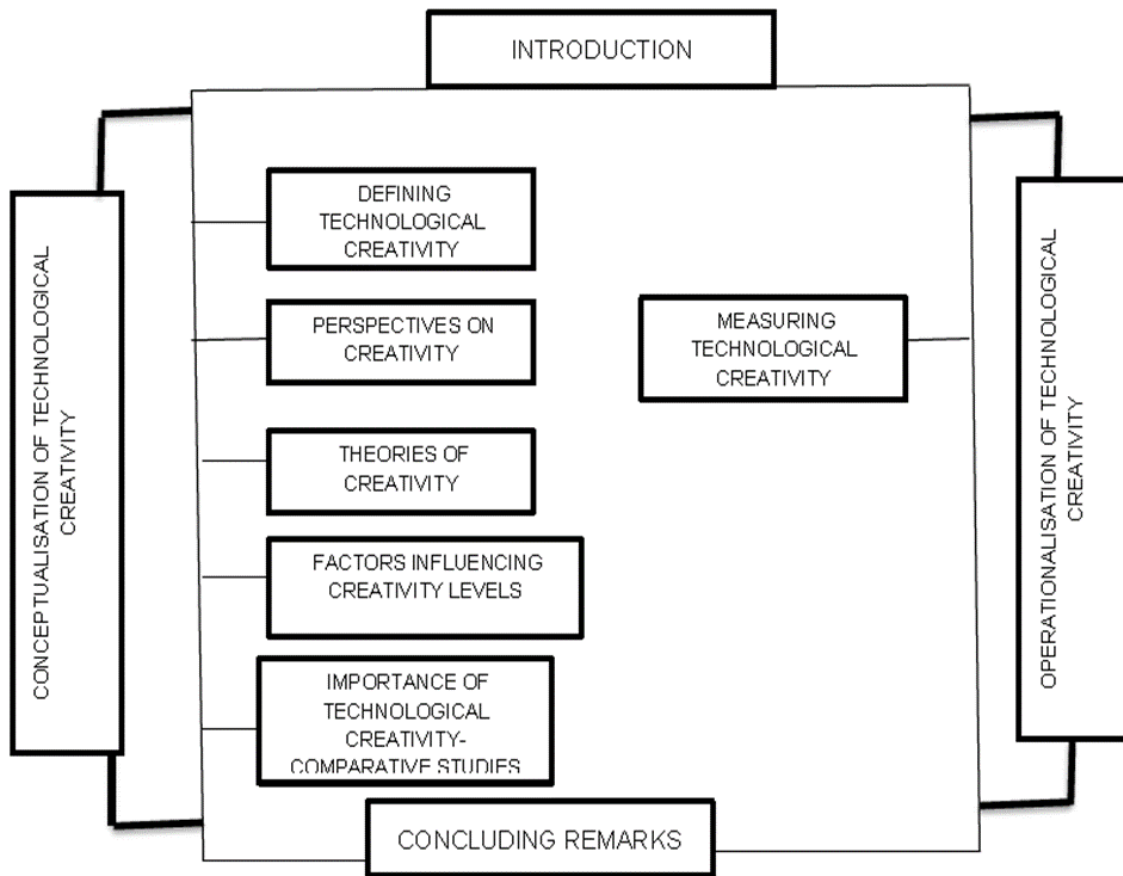 INTRODUCTION
CONCEPTUALISATION OF TECHNOLOGICAL
CREATIVITY
DEFINING
TECHNOLOGICAL
CREATIVITY
PERSPECTIVES ON
CREATIVITY
THEORIES OF
CREATIVITY
FACTORS INFLUENCING
CREATIVITY LEVELS
IMPORTANCE OF
TECHNOLOGICAL
CREATIVITY-
COMPARATIVE STUDIES
MEASURING
TECHNOLOGICAL
CREATIVITY
OPERATIONALISATION OF TECHNOLOGICAL
CREATIVITY
CONCLUDING REMARKS